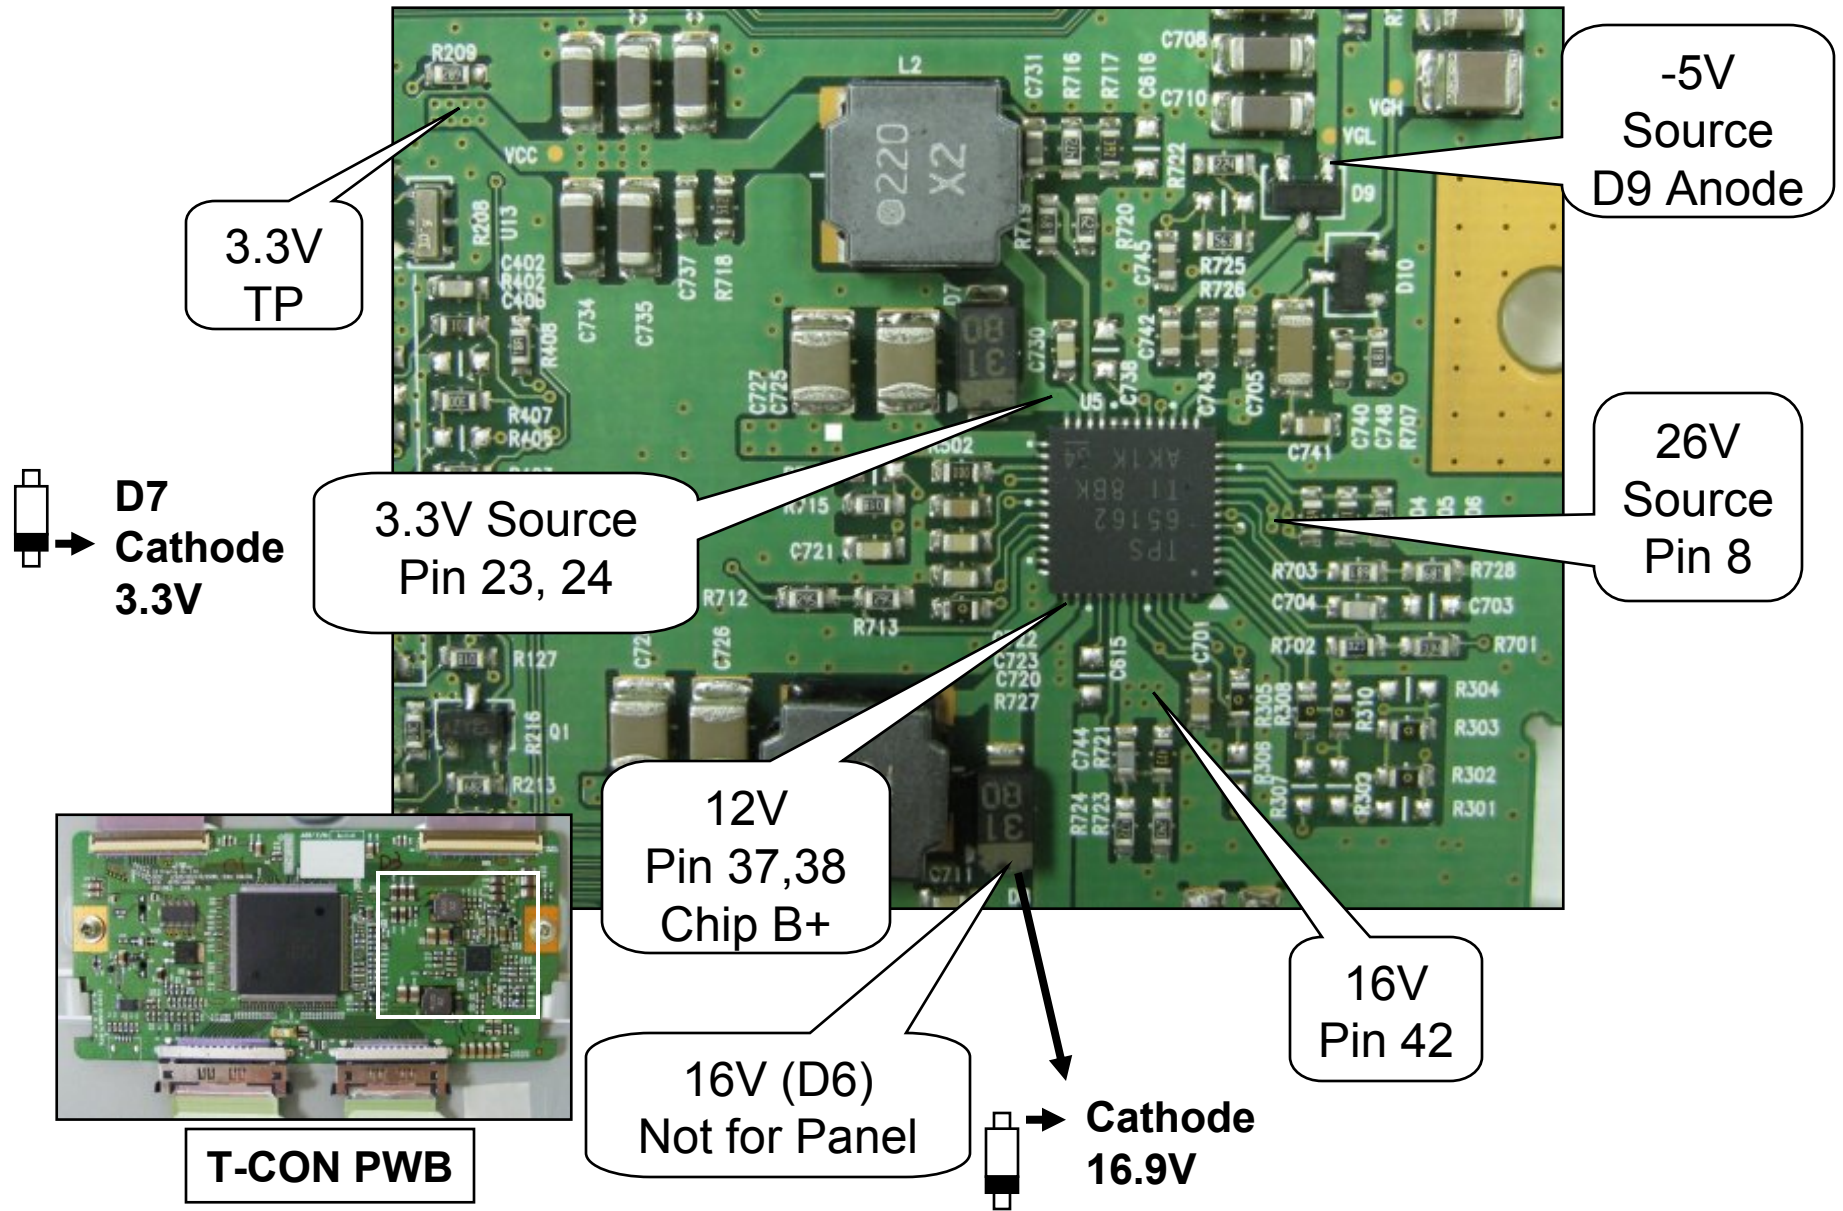 -5V
Source
D9 Anode
3.3V
TP
26V
Source
Pin 8
D7
Cathode
3.3V
3.3V Source
Pin 23, 24
12V
Pin 37,38
Chip B+
16V
Pin 42
16V (D6)
Not for Panel
Cathode
16.9V
T-CON PWB
R209
VCC
L2
0220
X2
C731
R716
R717
C616
C708
C710
VGH
VGL
R722
D9
R208
U13
C402
R402
C406
R408
C734
C735
C737
R718
R720
C745
R725
R726
D10
D7
80
31
C727
C725
C730
C738
C742
C743
C705
C740
C748
R707
C741
U5
TPS
65162
TI 8BK
AK1K
R407
R405
R715
C721
R712
R713
R703
R728
C704
C703
R702
R701
R127
Q1
R216
R213
C726
C723
C720
R727
C615
C701
R305
R308
R310
R304
R303
R302
R301
R306
R307
C744
R721
R724
R723
C711
80
31